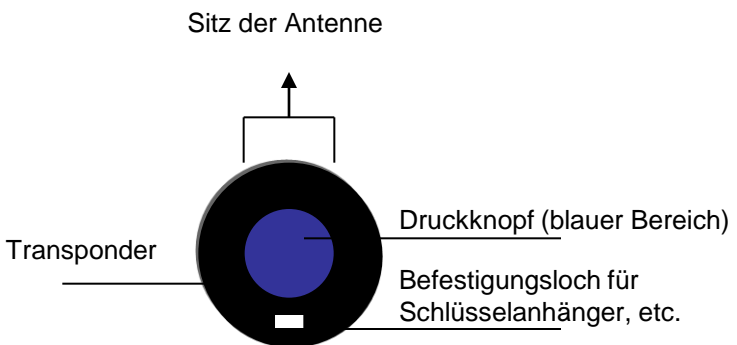 Sitz der Antenne
Druckknopf (blauer Bereich)
Transponder
Befestigungsloch für
Schlüsselanhänger, etc.